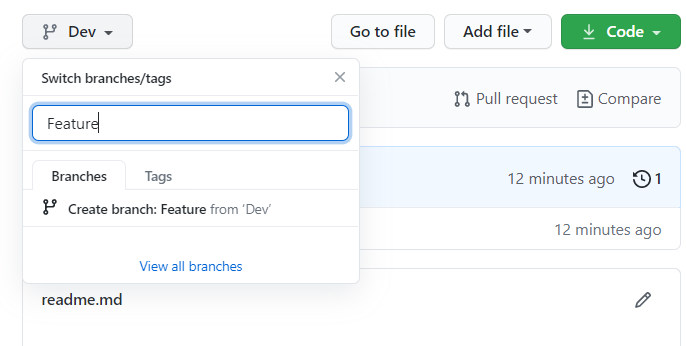 Dev Go to file Add file Code
Switch branches/tags
Pull request Compare
Feature
Branches Tags
12 minutes ago 1
Create branch: Feature from ‘Dev’
12 minutes ago
View all branches
readme.md